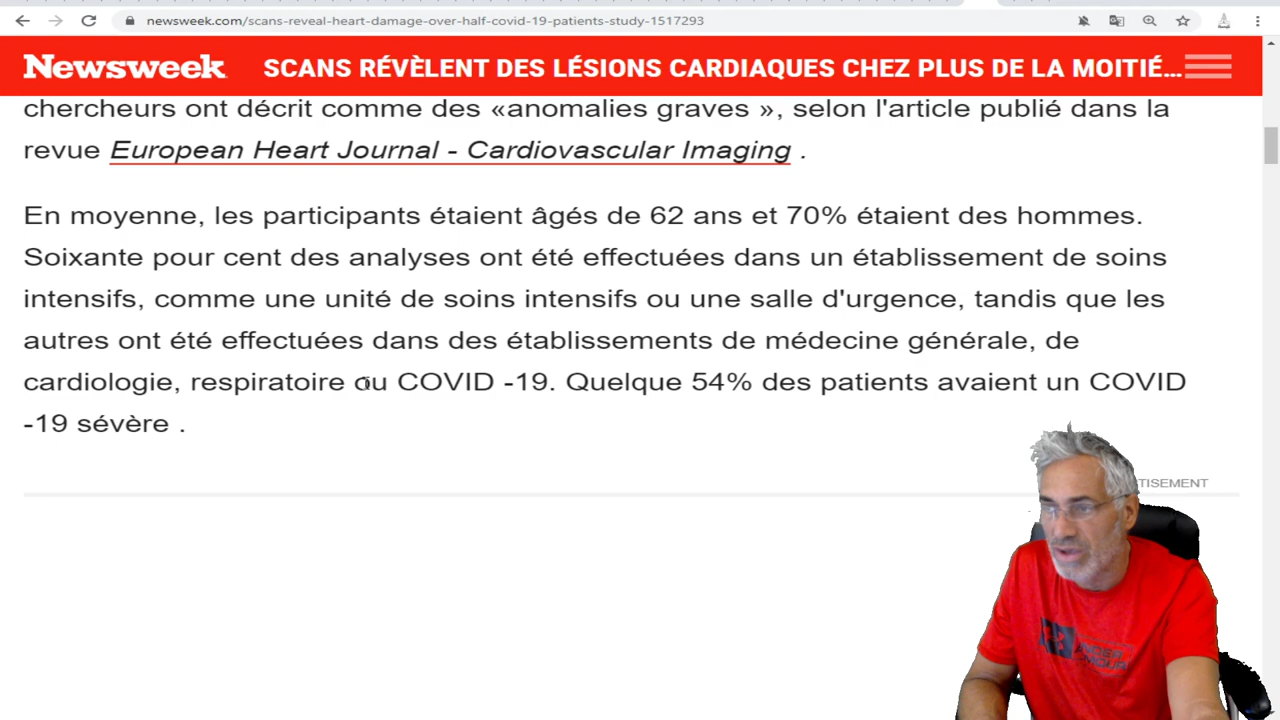 newsweek.com/scans-reveal-heart-damage-over-half-covid-19-patients-study-1517293
Newsweek SCANS RÉVÈLENT DES LÉSIONS CARDIAQUES CHEZ PLUS DE LA MOITIÉ...
chercheurs ont décrit comme des «anomalies graves », selon l'article publié dans la
revue European Heart Journal - Cardiovascular Imaging .
En moyenne, les participants étaient âgés de 62 ans et 70% étaient des hommes.
Soixante pour cent des analyses ont été effectuées dans un établissement de soins
intensifs, comme une unité de soins intensifs ou une salle d'urgence, tandis que les
autres ont été effectuées dans des établissements de médecine générale, de
cardiologie, respiratoire ou COVID -19. Quelque 54% des patients avaient un COVID
-19 sévère .
TISEMENT
UNDER
ARMOUR